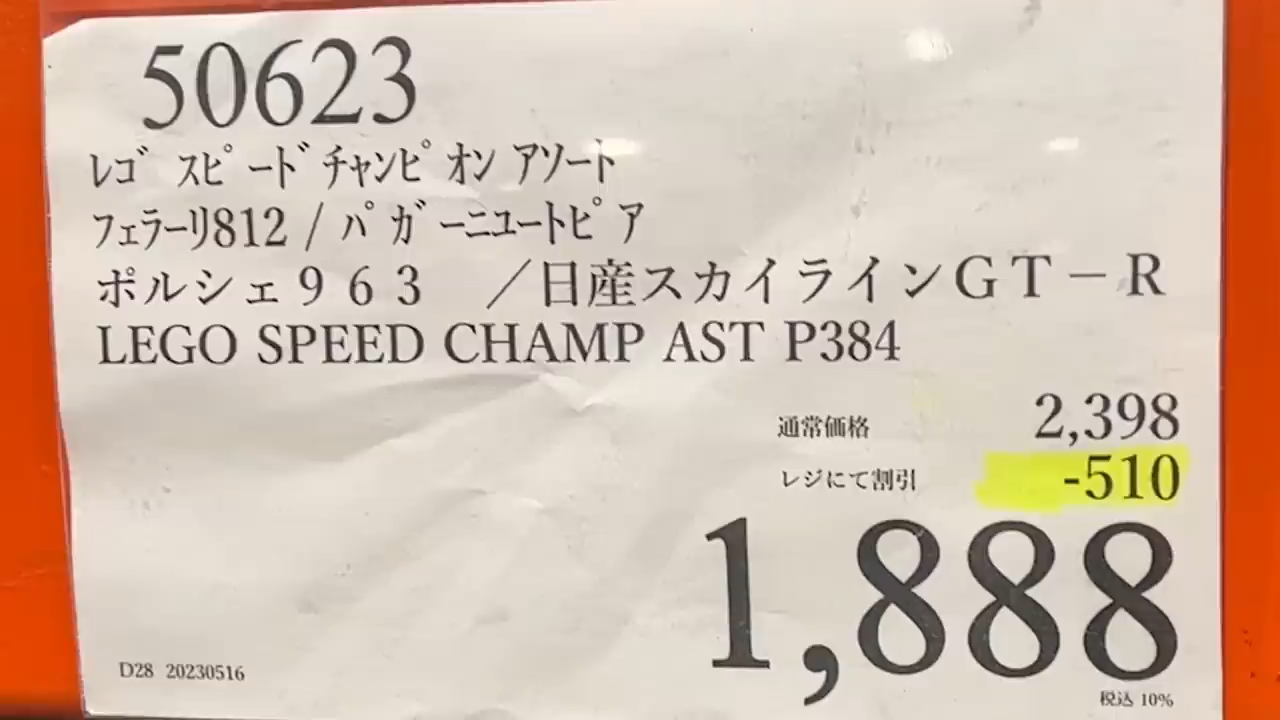 50623
ﾚｺﾞ ｽﾋﾟｰﾄﾞﾁｬﾝﾋﾟｵﾝ ｱｿｰﾄ
ﾌｪﾗｰﾘ812 / ﾊﾟｶﾞｰﾆﾕｰﾄﾋﾟｱ
ポルシェ９６３　／日産スカイラインＧＴ－Ｒ
LEGO SPEED CHAMP AST P384
通常価格 2,398
レジにて割引 -510
1,888
D28 20230516
税込 10%